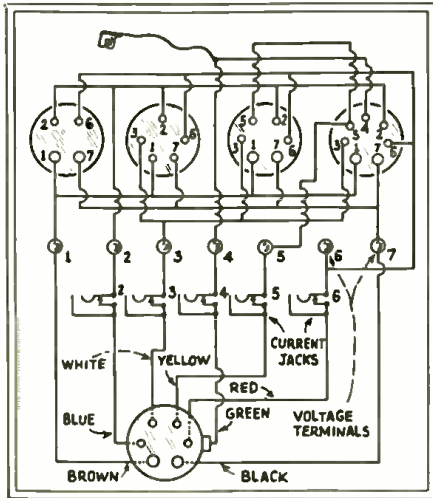 2 6 1 7
2 3 6 1 7
5 2 3 6 1 7
4 5 2 3 6 1 7
1 2 3 4 5 6 7
2 3 4 5 6
CURRENT
JACKS
WHITE
YELLOW
RED
GREEN
VOLTAGE
TERMINALS
BLUE
BROWN
BLACK